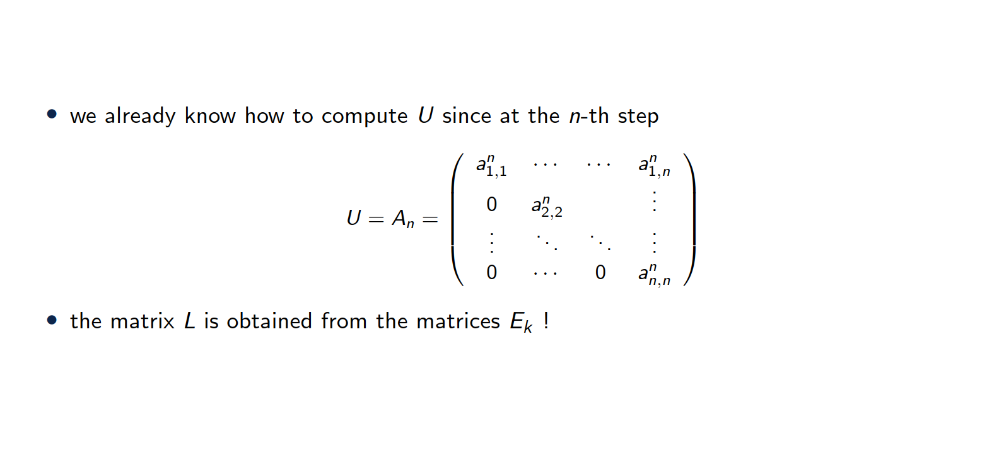 • we already know how to compute U since at the n-th step
U = A_n = \begin{pmatrix} a^n_{1,1} & \cdots & \cdots & a^n_{1,n} \\ 0 & a^n_{2,2} & & \vdots \\ \vdots & \ddots & \ddots & \vdots \\ 0 & \cdots & 0 & a^n_{n,n} \end{pmatrix}
• the matrix L is obtained from the matrices E_k !